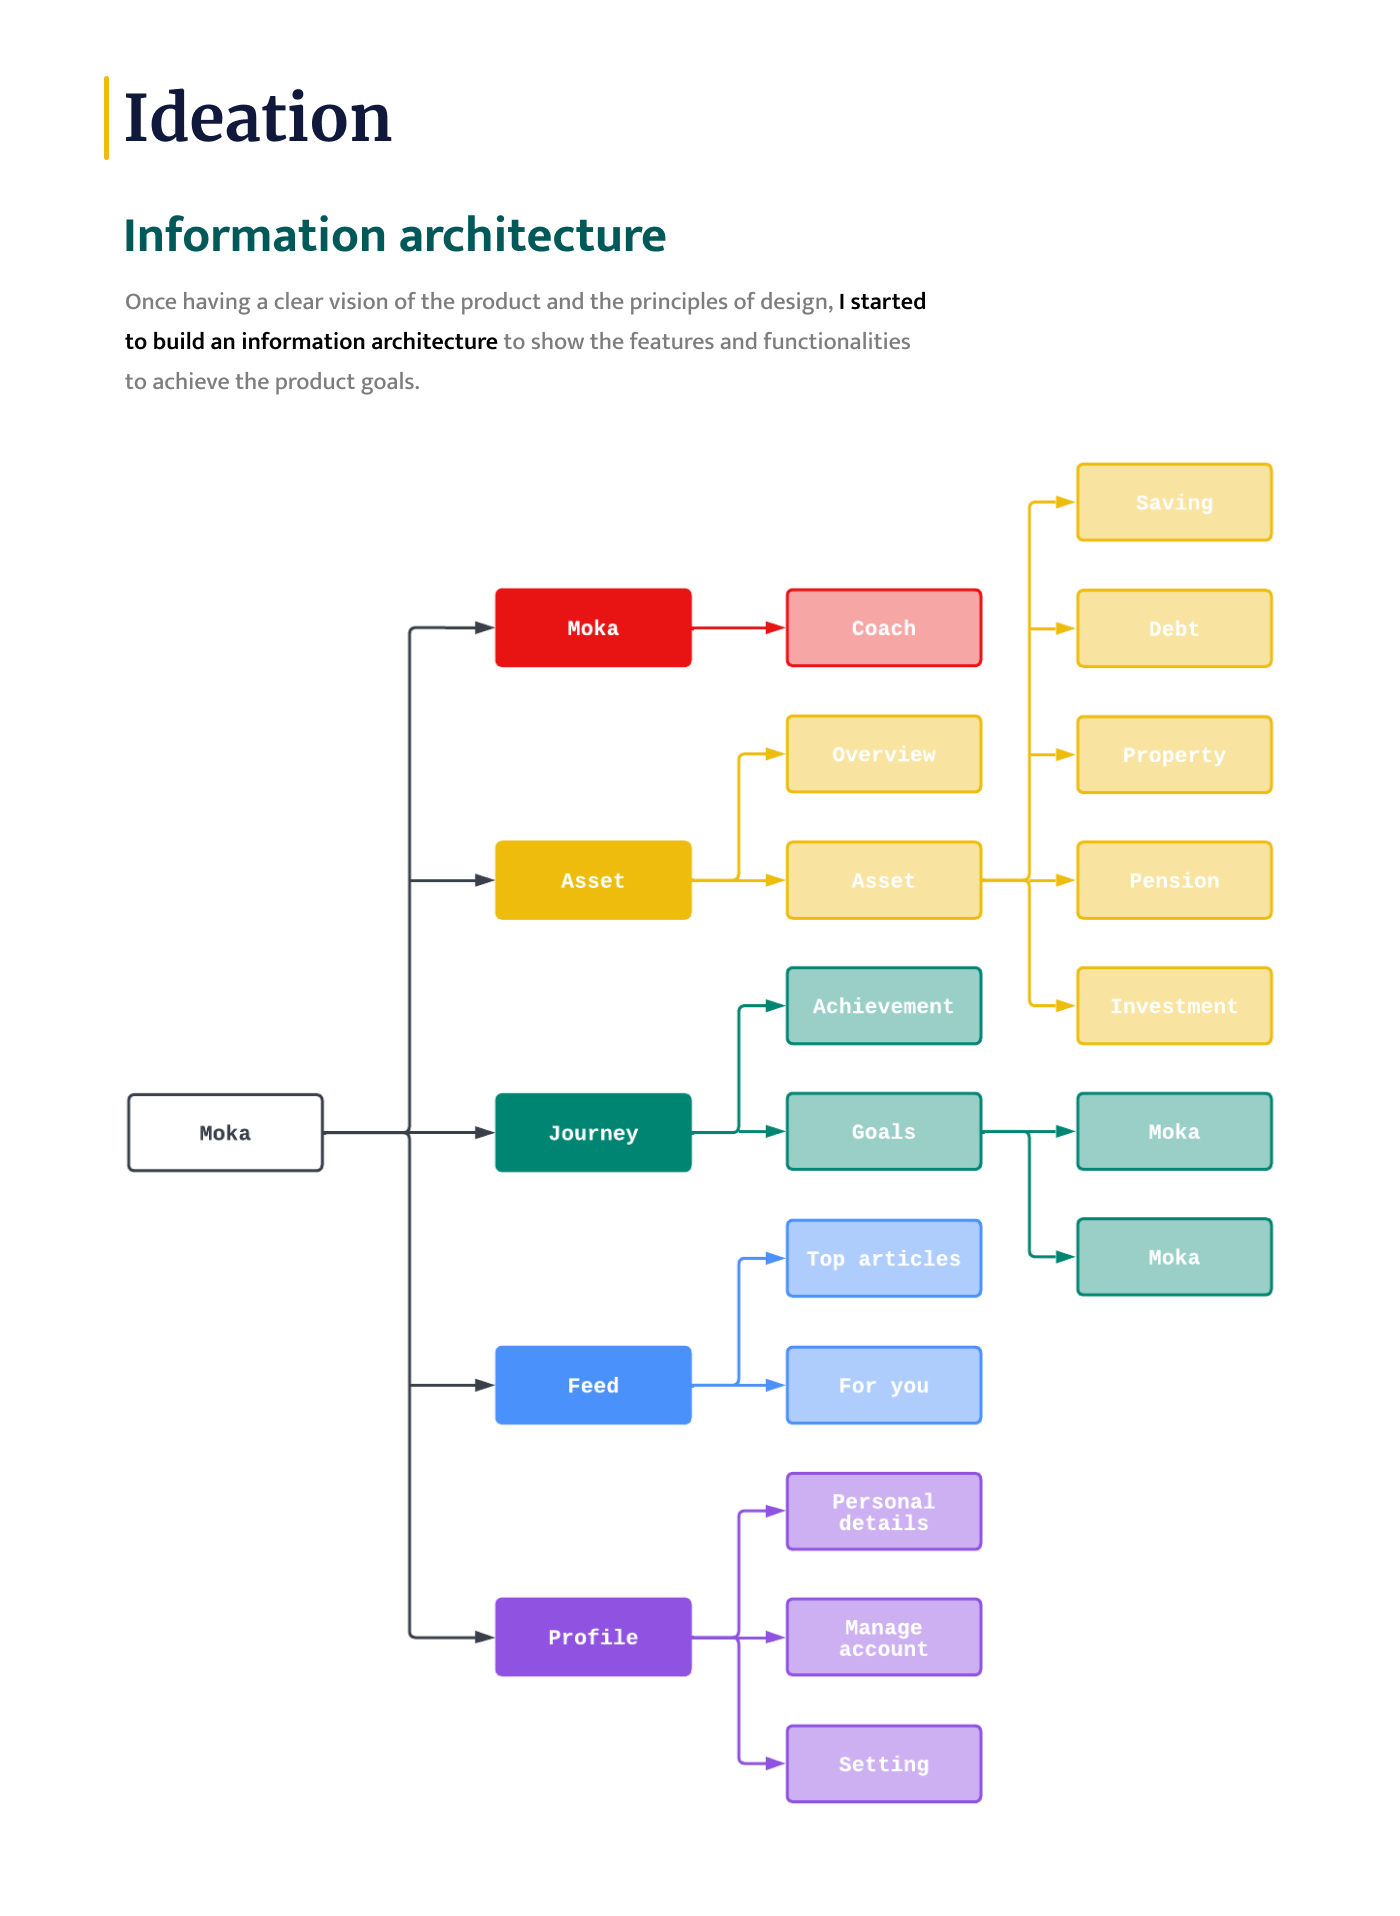 Ideation
Information architecture
Once having a clear vision of the product and the principles of design, I started
to build an information architecture to show the features and functionalities
to achieve the product goals.
Saving
Moka
Coach
Debt
Overview
Property
Asset
Asset
Pension
Achievement
Investment
Moka
Journey
Goals
Moka
Top articles
Moka
Feed
For you
Personal
details
Profile
Manage
account
Setting